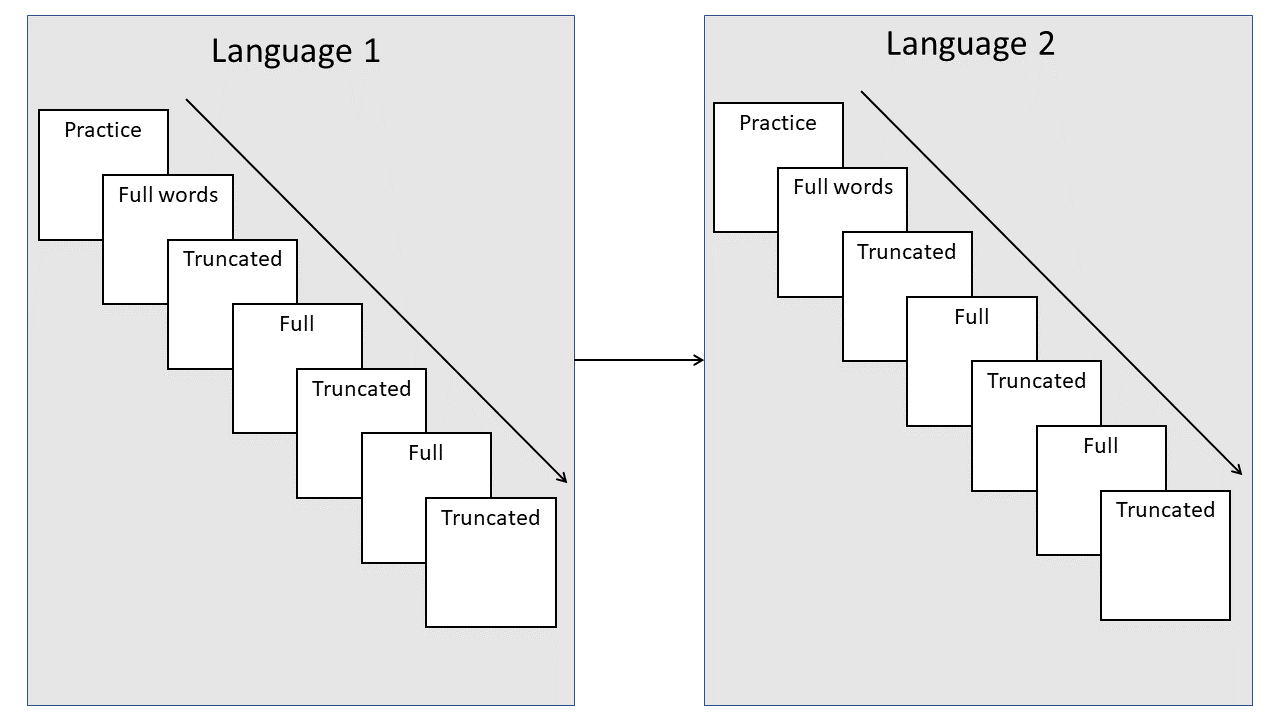 Language 1
Practice
Full words
Truncated
Full
Truncated
Full
Truncated
Language 2
Practice
Full words
Truncated
Full
Truncated
Full
Truncated